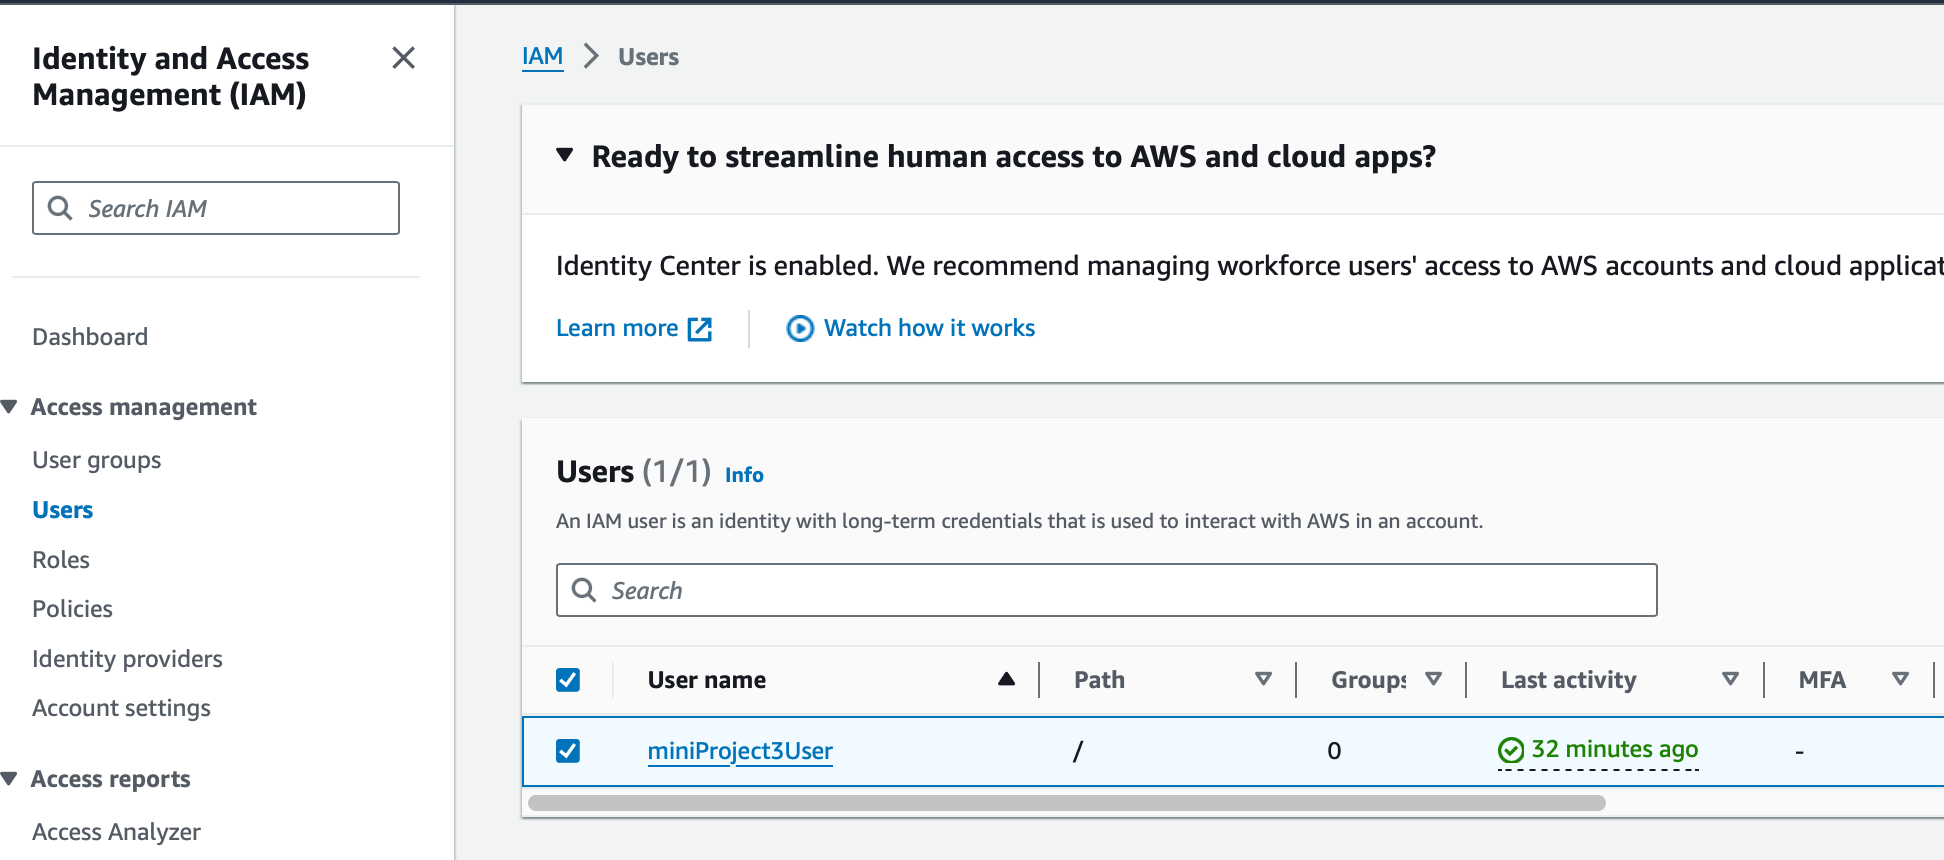 Identity and Access
Management (IAM)
Search IAM
Dashboard
Access management
User groups
Users
Roles
Policies
Identity providers
Account settings
Access reports
Access Analyzer
IAM > Users
Ready to streamline human access to AWS and cloud apps?
Identity Center is enabled. We recommend managing workforce users' access to AWS accounts and cloud applicat
Learn more Watch how it works
Users (1/1) Info
An IAM user is an identity with long-term credentials that is used to interact with AWS in an account.
Search
User name Path Groups Last activity MFA
miniProject3User / 0 32 minutes ago -